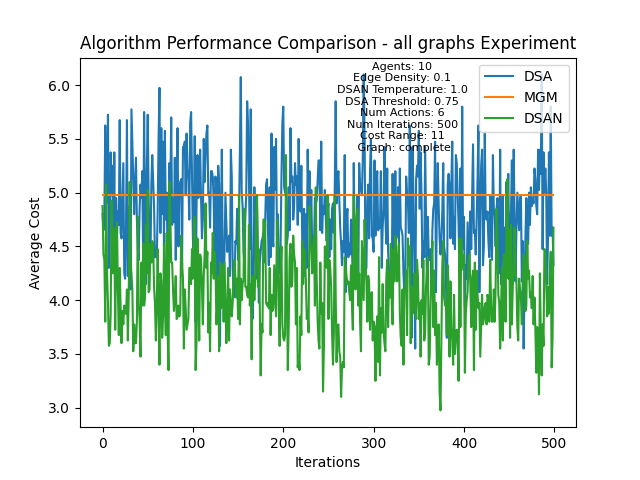 Algorithm Performance Comparison - all graphs Experiment
Agents: 10
Edge Density: 0.1
DSAN Temperature: 1.0
DSA Threshold: 0.75
Num Actions: 6
Num Iterations: 500
Cost Range: 11
Graph: complete
DSA
MGM
DSAN
Average Cost
6.0
5.5
5.0
4.5
4.0
3.5
3.0
0 100 200 300 400 500
Iterations